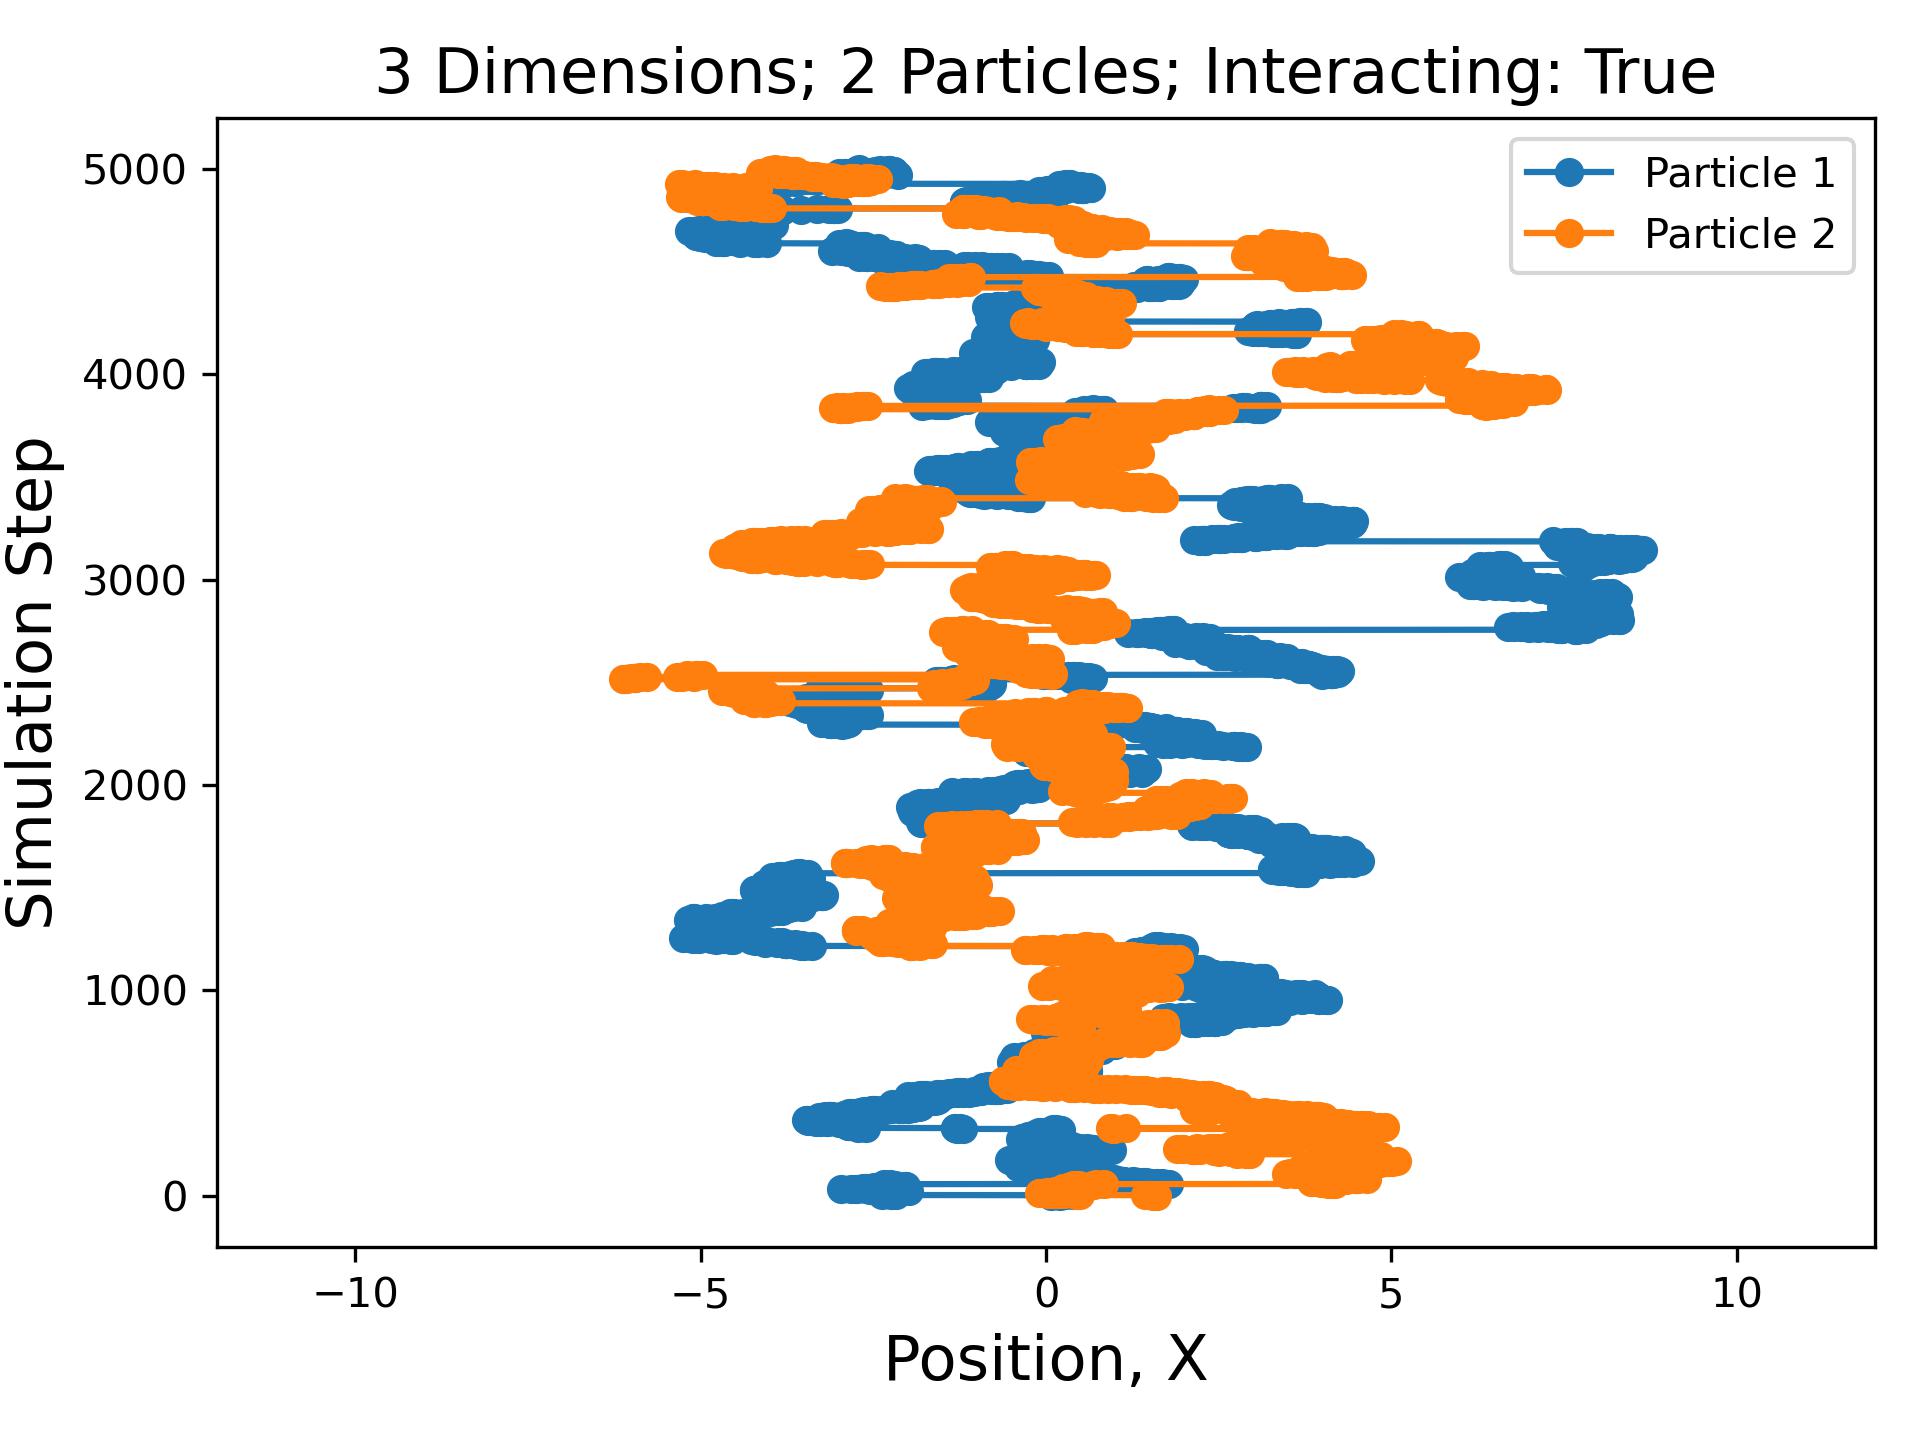 3 Dimensions; 2 Particles; Interacting: True
Particle 1
Particle 2
Simulation Step
5000
4000
3000
2000
1000
0
−10
−5
0
5
10
Position, X